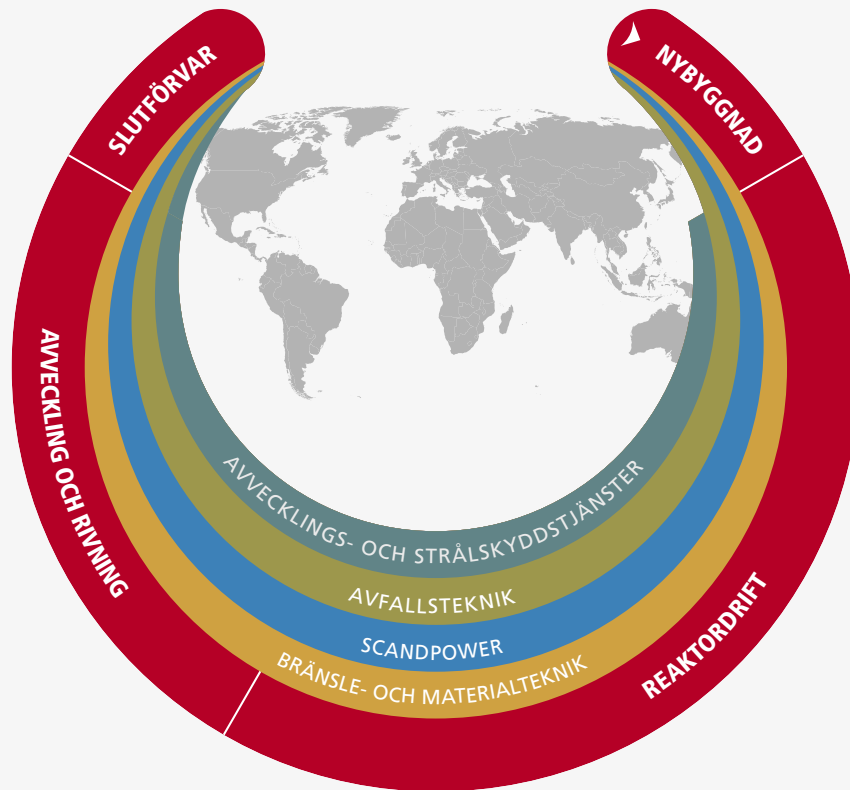 SLUTFÖRVAR
NYBYGGNAD
AVVECKLING OCH RIVNING
REAKTORDRIFT
AVVECKLINGS- OCH STRÅLSKYDDSTJÄNSTER
AVFALLSTEKNIK
SCANDPOWER
BRÄNSLE- OCH MATERIALTEKNIK